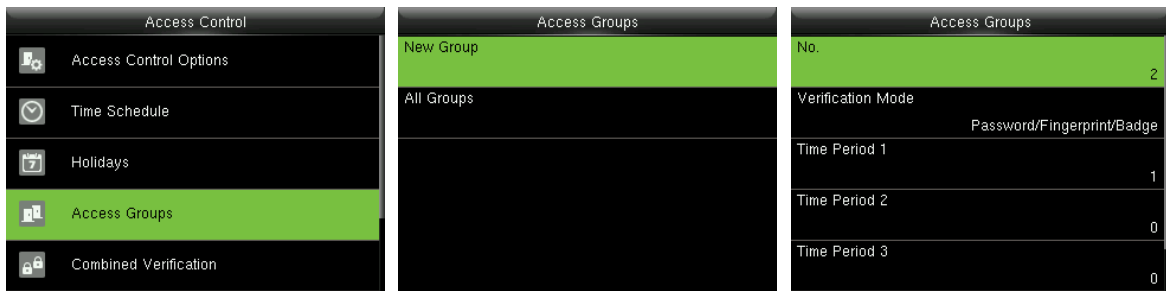 Access Control
Access Control Options
Time Schedule
7
Holidays
Access Groups
Combined Verification
Access Groups
New Group
All Groups
Access Groups
No.
2
Verification Mode
Password/Fingerprint/Badge
Time Period 1
1
Time Period 2
0
Time Period 3
0